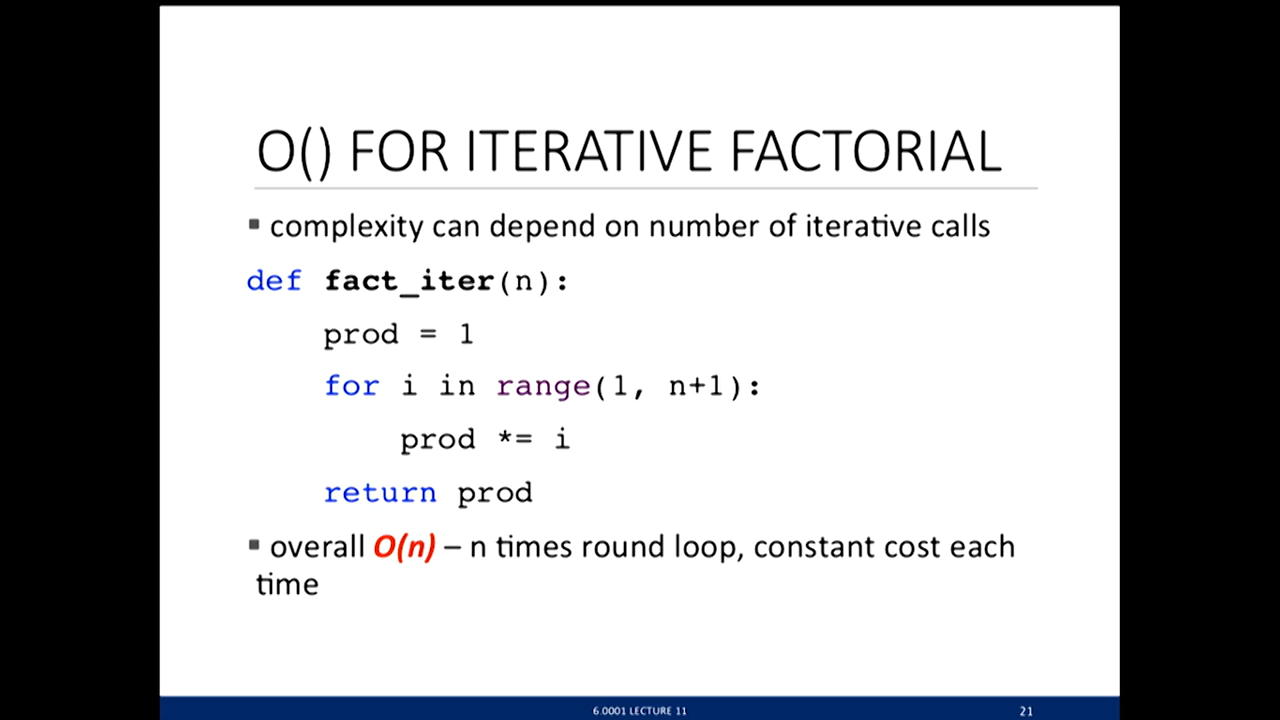 O() FOR ITERATIVE FACTORIAL
▪ complexity can depend on number of iterative calls
def fact_iter(n):
    prod = 1
    for i in range(1, n+1):
        prod *= i
    return prod
▪ overall O(n) – n times round loop, constant cost each
time
6.0001 LECTURE 11
21